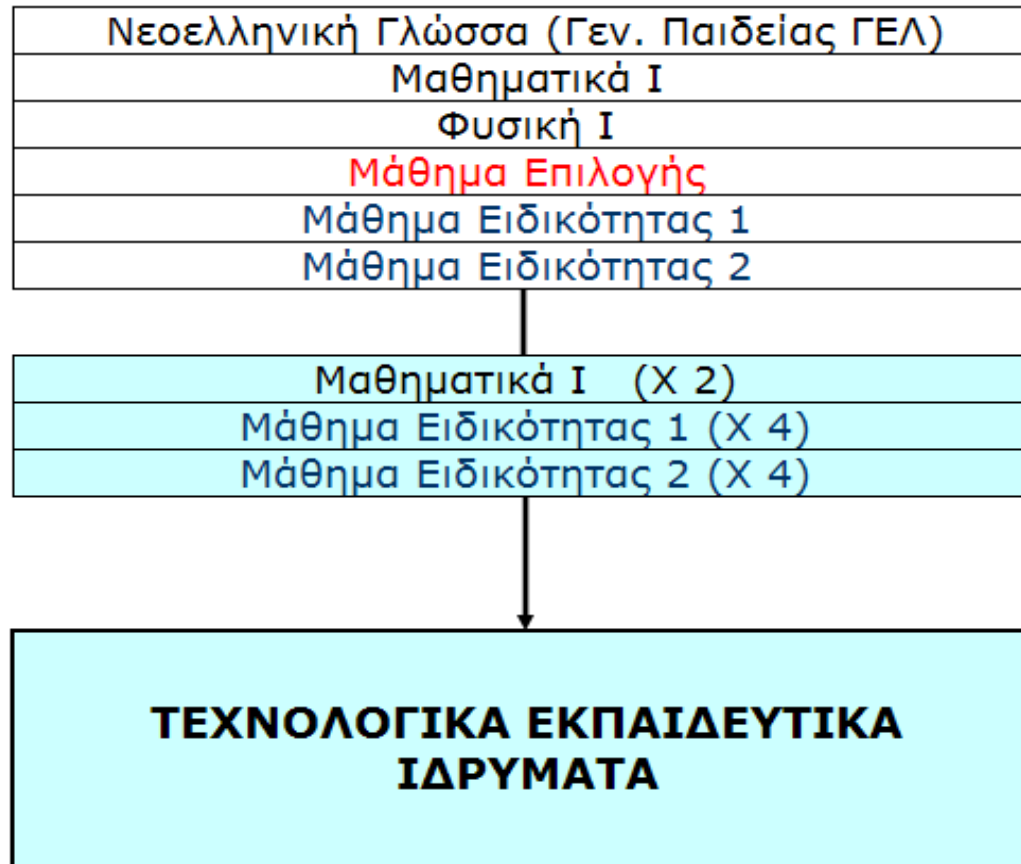 Νεοελληνική Γλώσσα (Γεν. Παιδείας ΓΕΛ)
Μαθηματικά Ι
Φυσική Ι
Μάθημα Επιλογής
Μάθημα Ειδικότητας 1
Μάθημα Ειδικότητας 2
Μαθηματικά Ι (Χ 2)
Μάθημα Ειδικότητας 1 (Χ 4)
Μάθημα Ειδικότητας 2 (Χ 4)
ΤΕΧΝΟΛΟΓΙΚΑ ΕΚΠΑΙΔΕΥΤΙΚΑ
ΙΔΡΥΜΑΤΑ